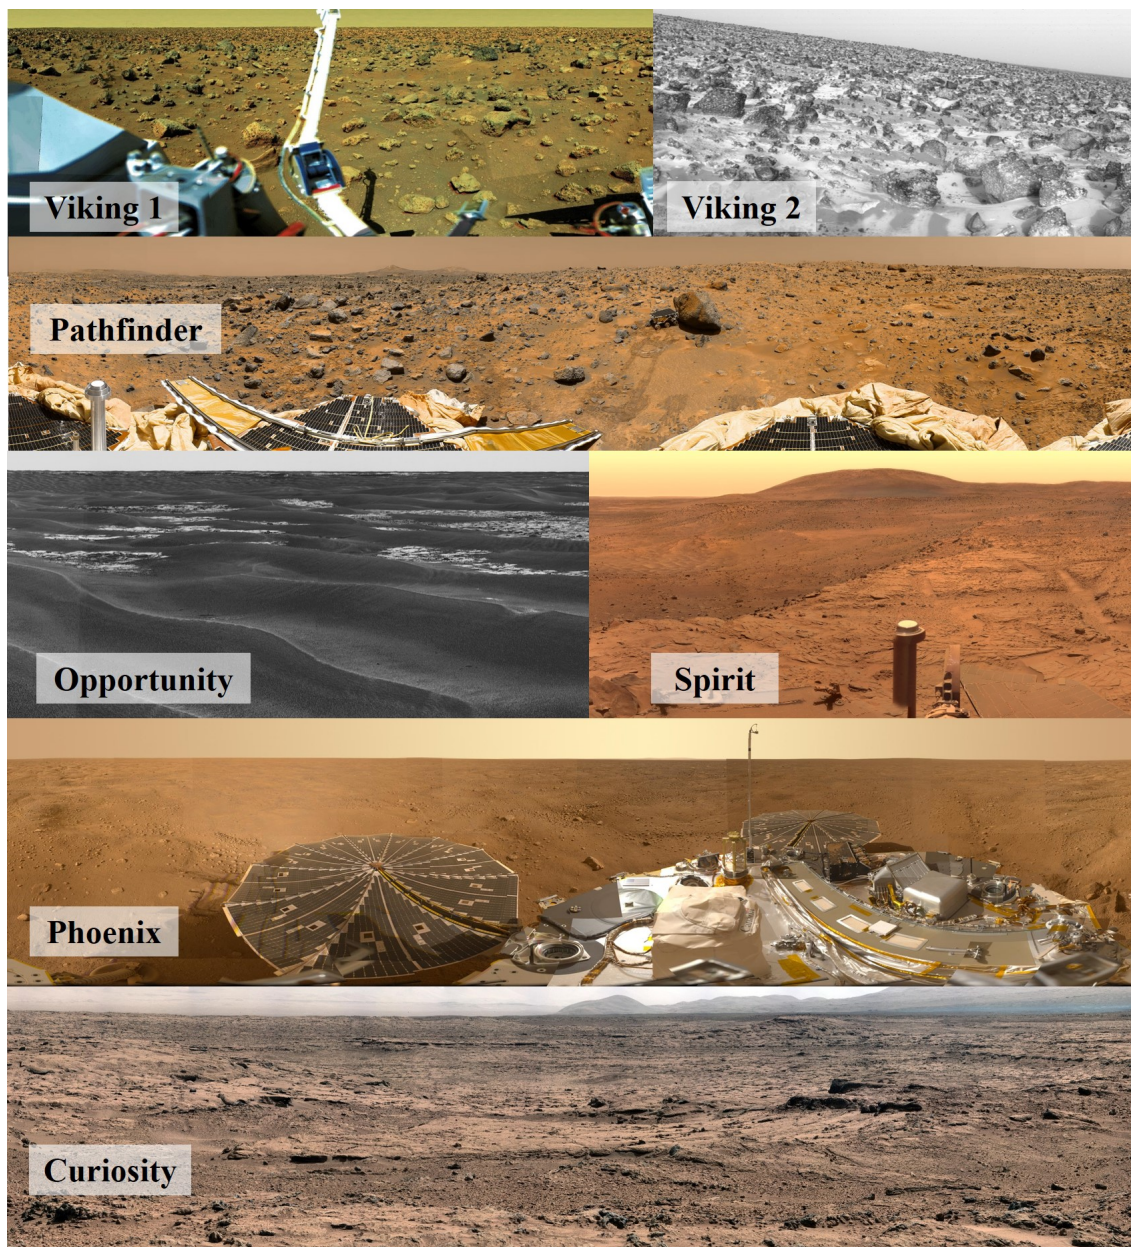 Viking 1
Viking 2
Pathfinder
Opportunity
Spirit
Phoenix
Curiosity